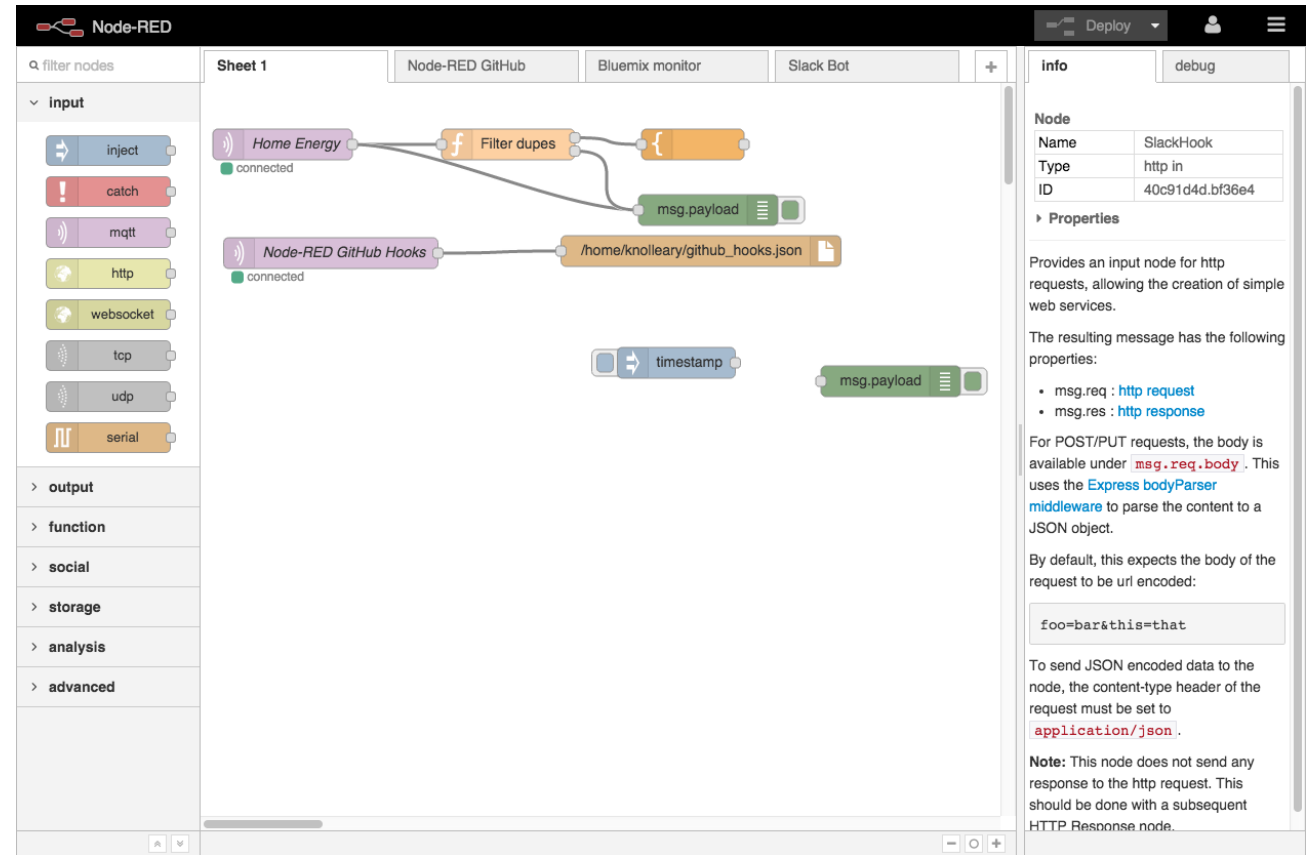 Node-RED
Deploy
filter nodes
Sheet 1
Node-RED GitHub
Bluemix monitor
Slack Bot
+
info
debug
input
inject
catch
mqtt
http
websocket
tcp
udp
serial
output
function
social
storage
analysis
advanced
Home Energy
connected
Filter dupes
{
msg.payload
Node-RED GitHub Hooks
connected
/home/knolleary/github_hooks.json
timestamp
msg.payload
Node
Name SlackHook
Type http in
ID 40c91d4d.bf36e4
Properties
Provides an input node for http
requests, allowing the creation of simple
web services.
The resulting message has the following
properties:
• msg.req : http request
• msg.res : http response
For POST/PUT requests, the body is
available under msg.req.body. This
uses the Express bodyParser
middleware to parse the content to a
JSON object.
By default, this expects the body of the
request to be url encoded:
foo=bar&this=that
To send JSON encoded data to the
node, the content-type header of the
request must be set to
application/json.
Note: This node does not send any
response to the http request. This
should be done with a subsequent
HTTP Response node.